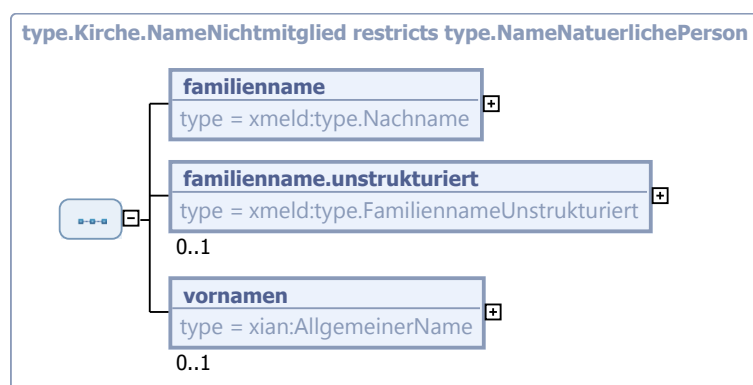 type.Kirche.NameNichtmitglied restricts type.NameNatuerlichePerson
familienname
type = xmeld:type.Nachname
familienname.unstrukturiert
type = xmeld:type.FamiliennameUnstrukturiert
0..1
vornamen
type = xian:AllgemeinerName
0..1